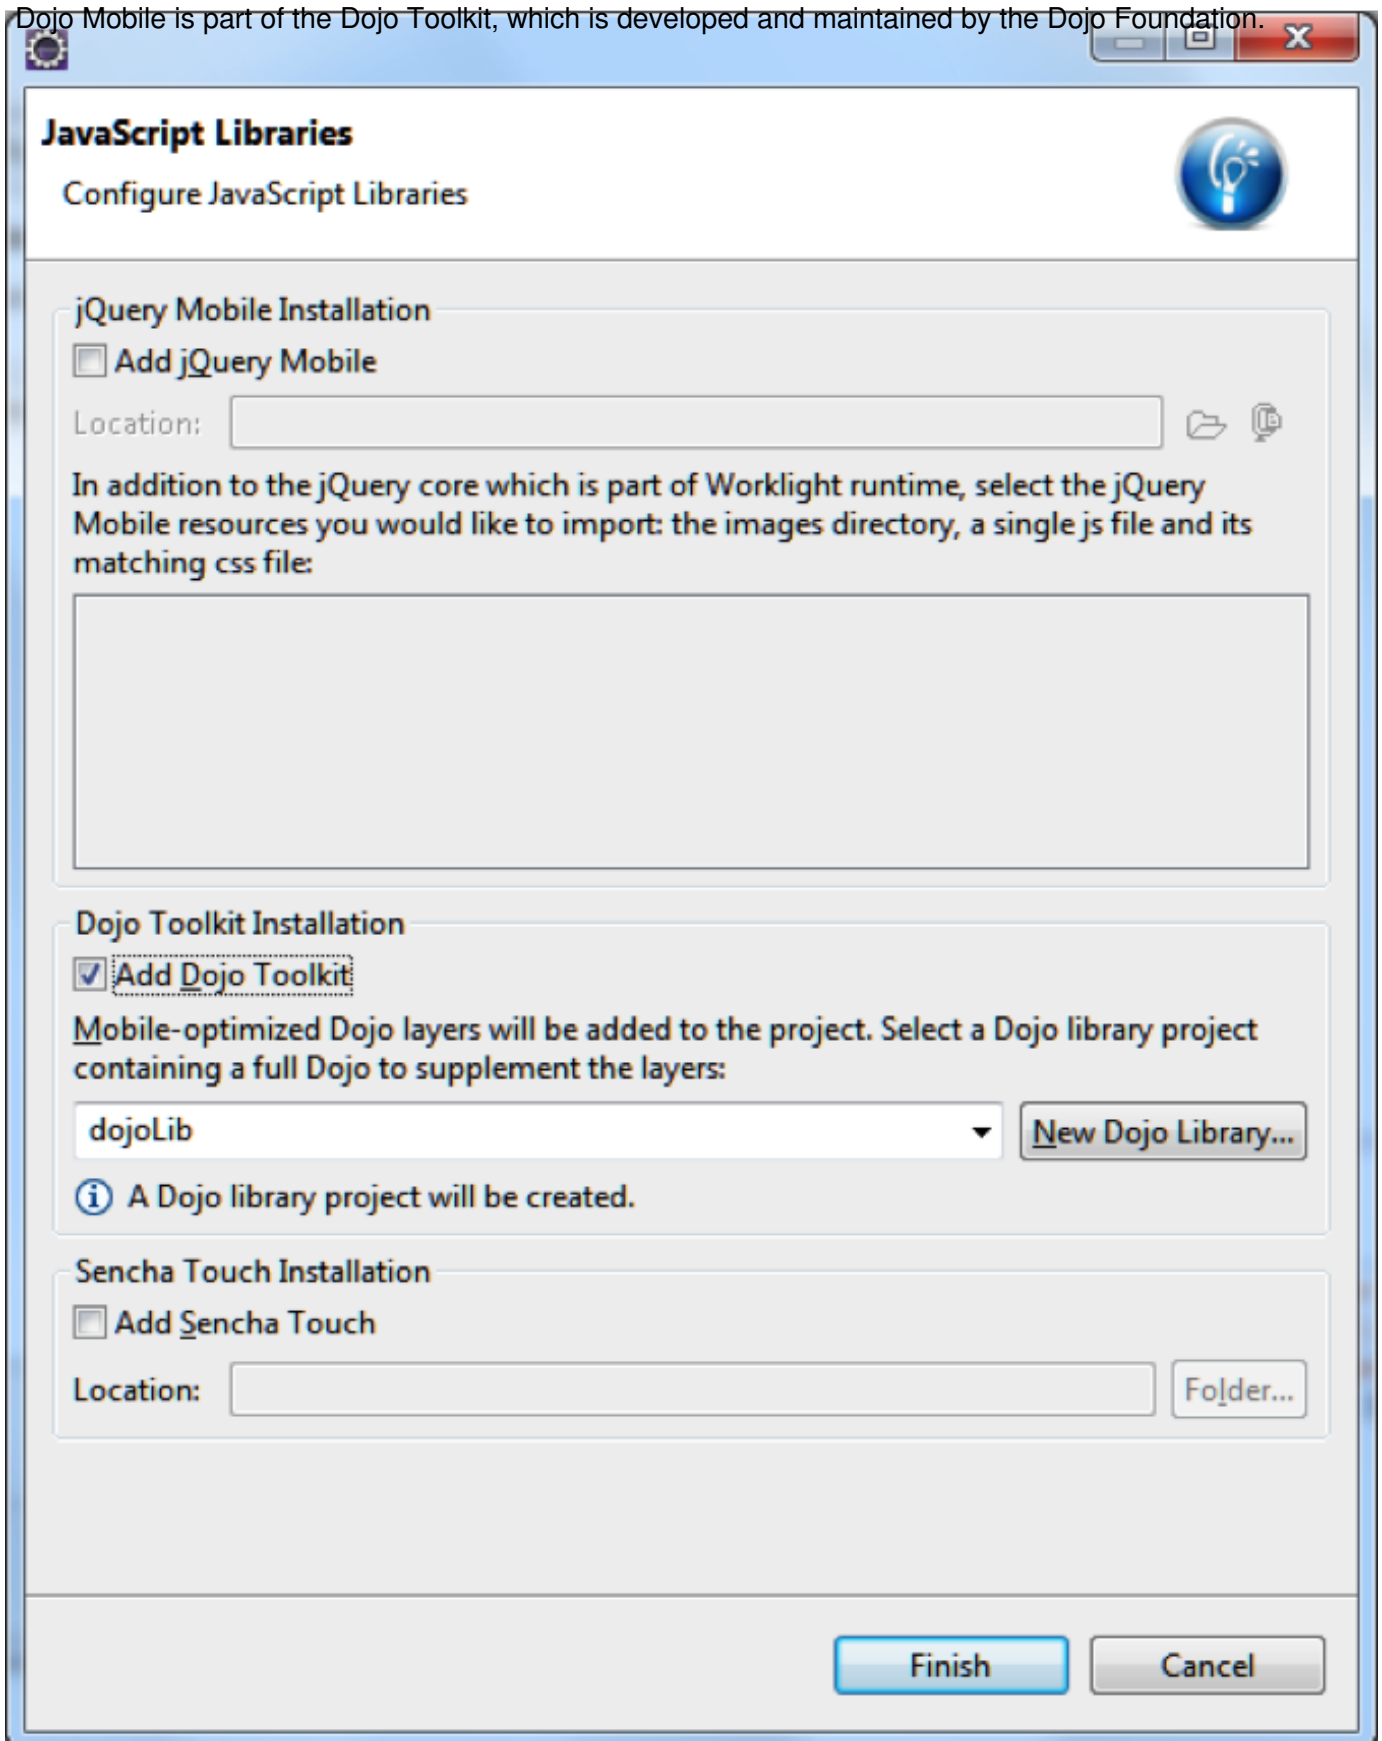 Dojo Mobile is part of the Dojo Toolkit, which is developed and maintained by the Dojo Foundation.
JavaScript Libraries
Configure JavaScript Libraries
jQuery Mobile Installation
Add jQuery Mobile
Location:
In addition to the jQuery core which is part of Worklight runtime, select the jQuery
Mobile resources you would like to import: the images directory, a single js file and its
matching css file:
Dojo Toolkit Installation
Add Dojo Toolkit
Mobile-optimized Dojo layers will be added to the project. Select a Dojo library project
containing a full Dojo to supplement the layers:
dojoLib
New Dojo Library...
A Dojo library project will be created.
Sencha Touch Installation
Add Sencha Touch
Location:
Folder...
Finish
Cancel